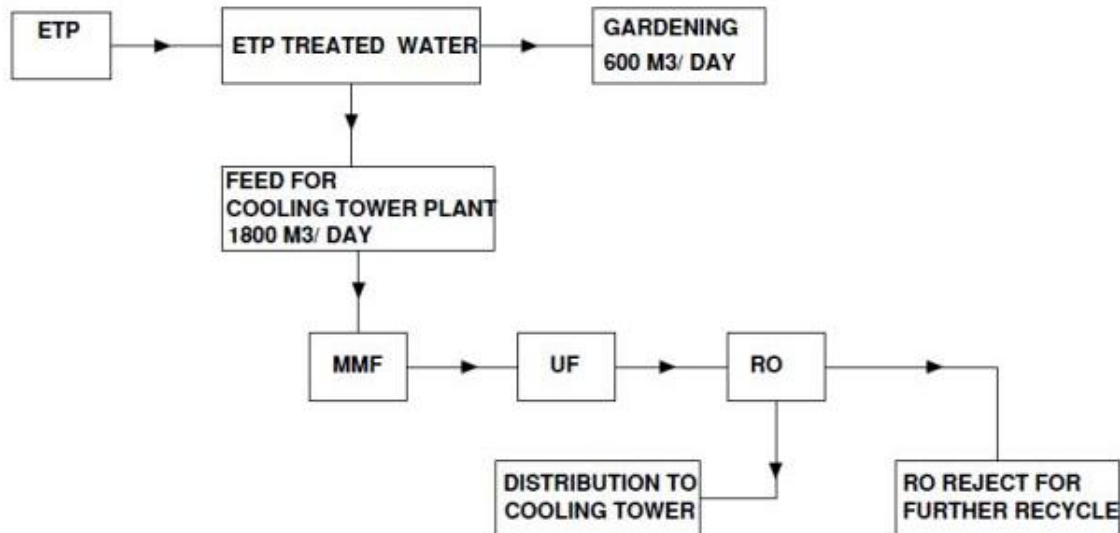 ETP
ETP TREATED WATER
GARDENING
600 M3/ DAY
FEED FOR
COOLING TOWER PLANT
1800 M3/ DAY
MMF
UF
RO
DISTRIBUTION TO
COOLING TOWER
RO REJECT FOR
FURTHER RECYCLE